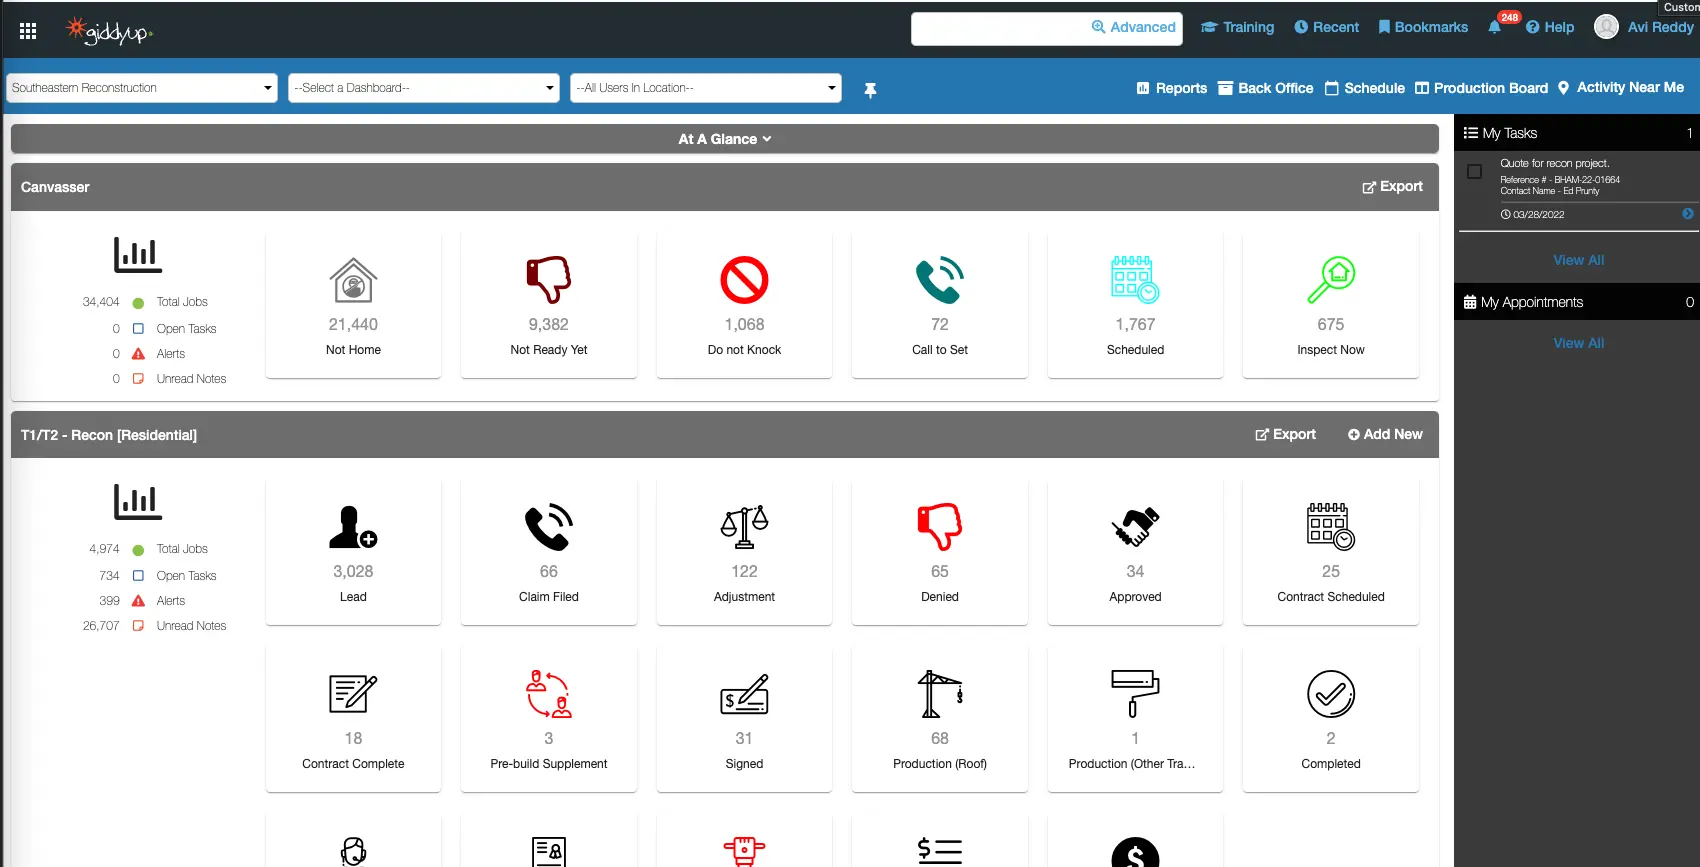 Custom
giddyup
Advanced
Training
Recent
Bookmarks
248
Help
Avi Reddy
Southeastern Reconstruction
--Select a Dashboard--
--All Users In Location--
Reports
Back Office
Schedule
Production Board
Activity Near Me
At A Glance
Canvasser
Export
34,404 Total Jobs
0 Open Tasks
0 Alerts
0 Unread Notes
21,440
Not Home
9,382
Not Ready Yet
1,068
Do not Knock
72
Call to Set
1,767
Scheduled
675
Inspect Now
T1/T2 - Recon [Residential]
Export
Add New
4,974 Total Jobs
734 Open Tasks
399 Alerts
26,707 Unread Notes
3,028
Lead
66
Claim Filed
122
Adjustment
65
Denied
34
Approved
25
Contract Scheduled
18
Contract Complete
3
Pre-build Supplement
31
Signed
68
Production (Roof)
1
Production (Other Tra...
2
Completed
My Tasks 1
Quote for recon project.
Reference # - BHAM-22-01664
Contact Name - Ed Prunty
03/28/2022
View All
My Appointments 0
View All